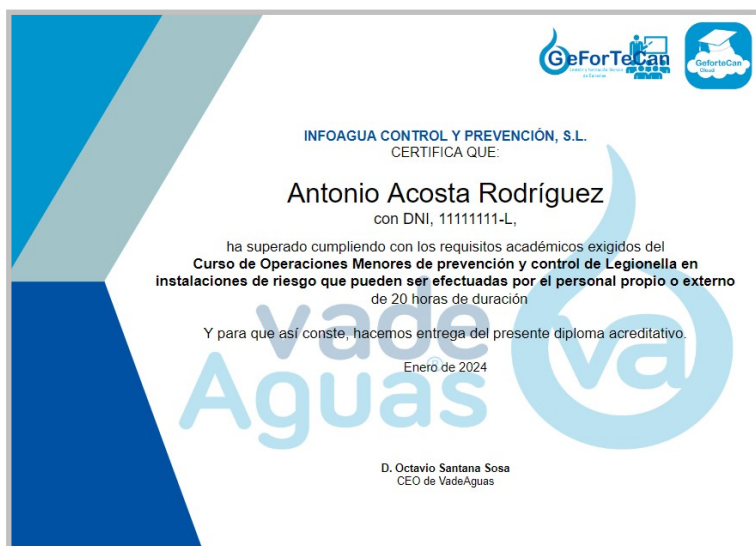 GeForTeCan
GeforteCan
Cloud
INFOAGUA CONTROL Y PREVENCIÓN, S.L.
CERTIFICA QUE:
Antonio Acosta Rodríguez
con DNI, 11111111-L,
ha superado cumpliendo con los requisitos académicos exigidos del
Curso de Operaciones Menores de prevención y control de Legionella en
instalaciones de riesgo que pueden ser efectuadas por el personal propio o externo
de 20 horas de duración
Y para que así conste, hacemos entrega del presente diploma acreditativo.
Enero de 2024
vade
Aguas®
va
D. Octavio Santana Sosa
CEO de VadeAguas